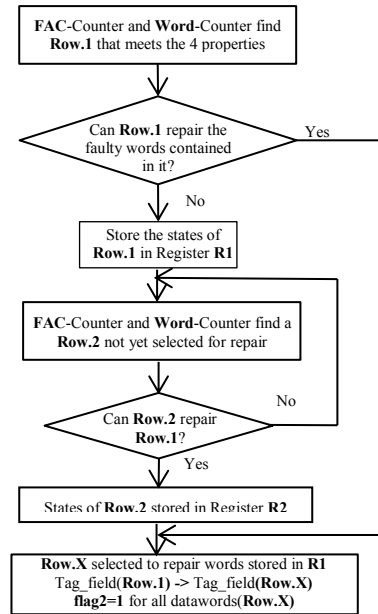 FAC-Counter and Word-Counter find
Row.1 that meets the 4 properties
Can Row.1 repair the
faulty words contained
in it?
Yes
No
Store the states of
Row.1 in Register R1
FAC-Counter and Word-Counter find a
Row.2 not yet selected for repair
Can Row.2 repair
Row.1?
No
Yes
States of Row.2 stored in Register R2
Row.X selected to repair words stored in R1
Tag_field(Row.1) -> Tag_field(Row.X)
flag2=1 for all datawords(Row.X)